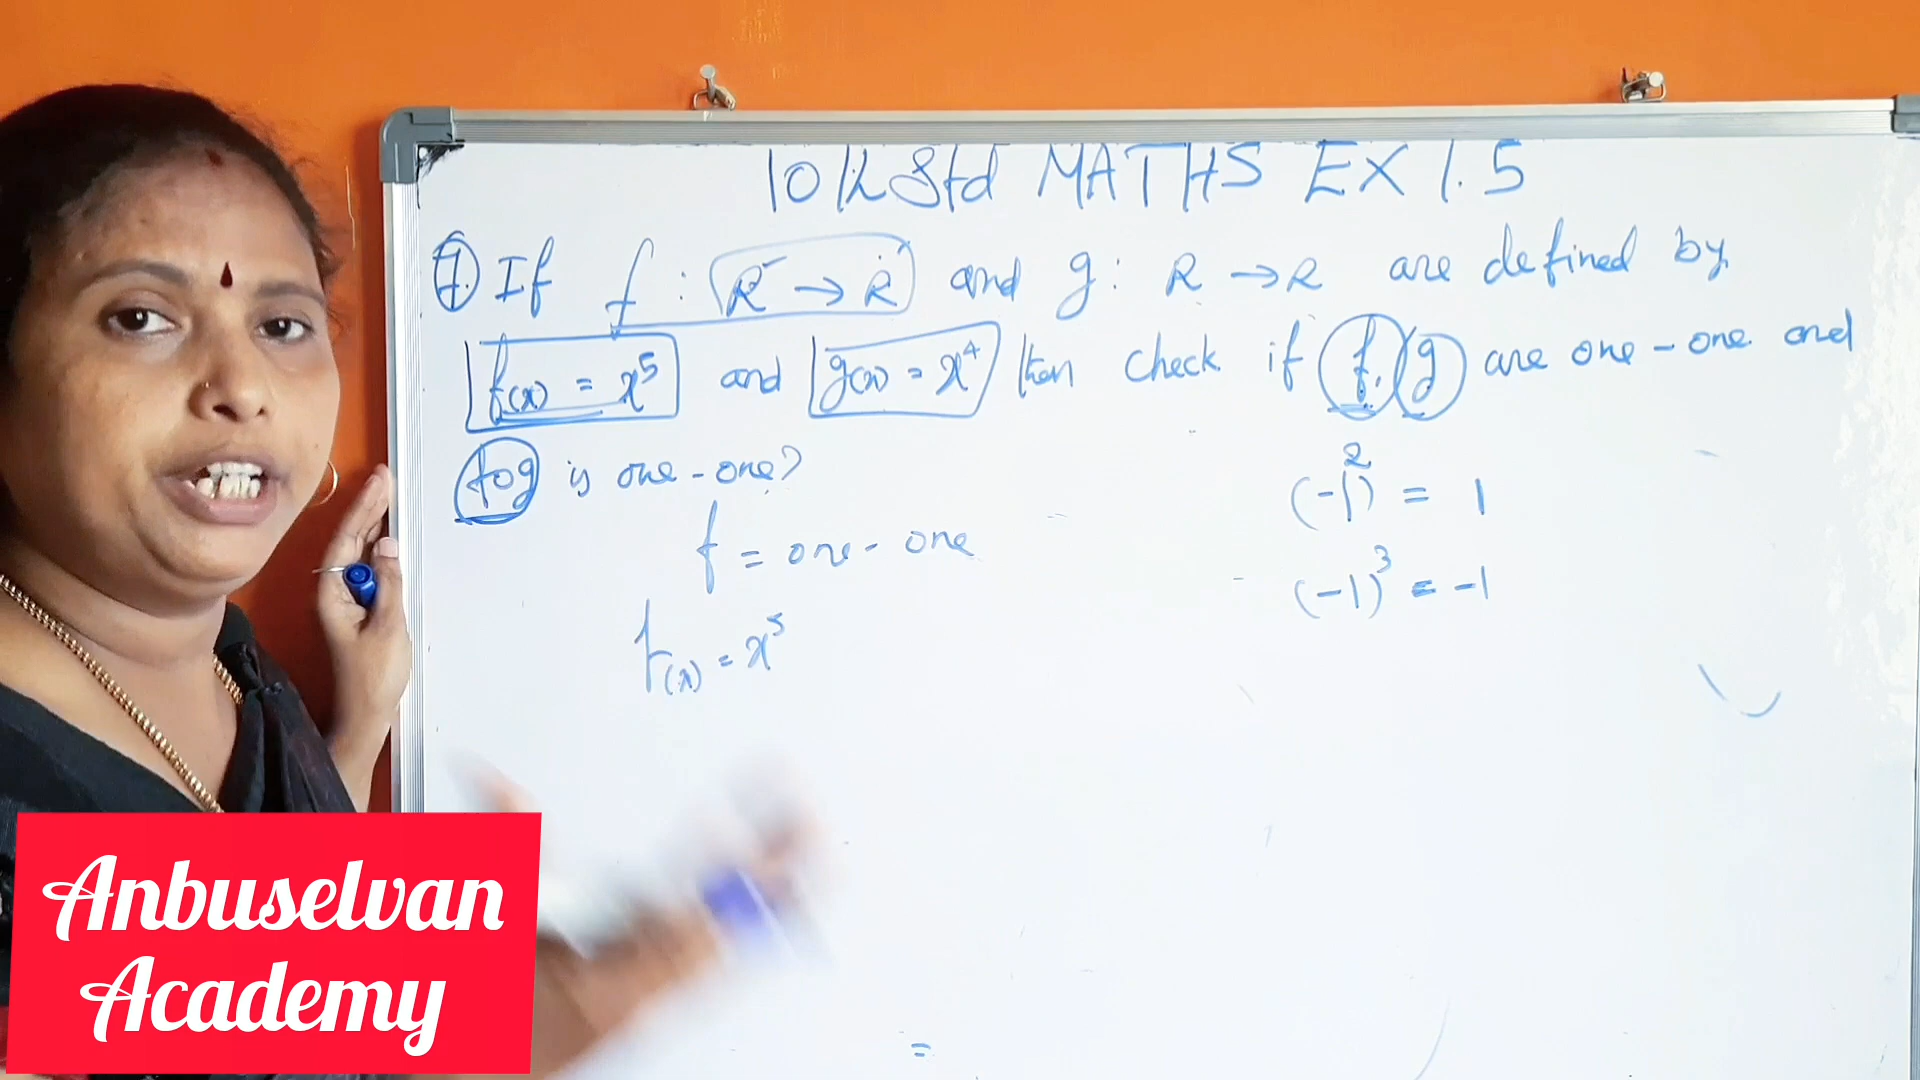 10th Std MATHS EX 1.5
7. If f : R → R and g : R → R are defined by
f(x) = x⁵ and g(x) = x⁴ then check if f, g are one-one and
fog is one-one?
f = one-one
f(x) = x⁵
(-1)² = 1
(-1)³ = -1
=
Anbuselvan
Academy